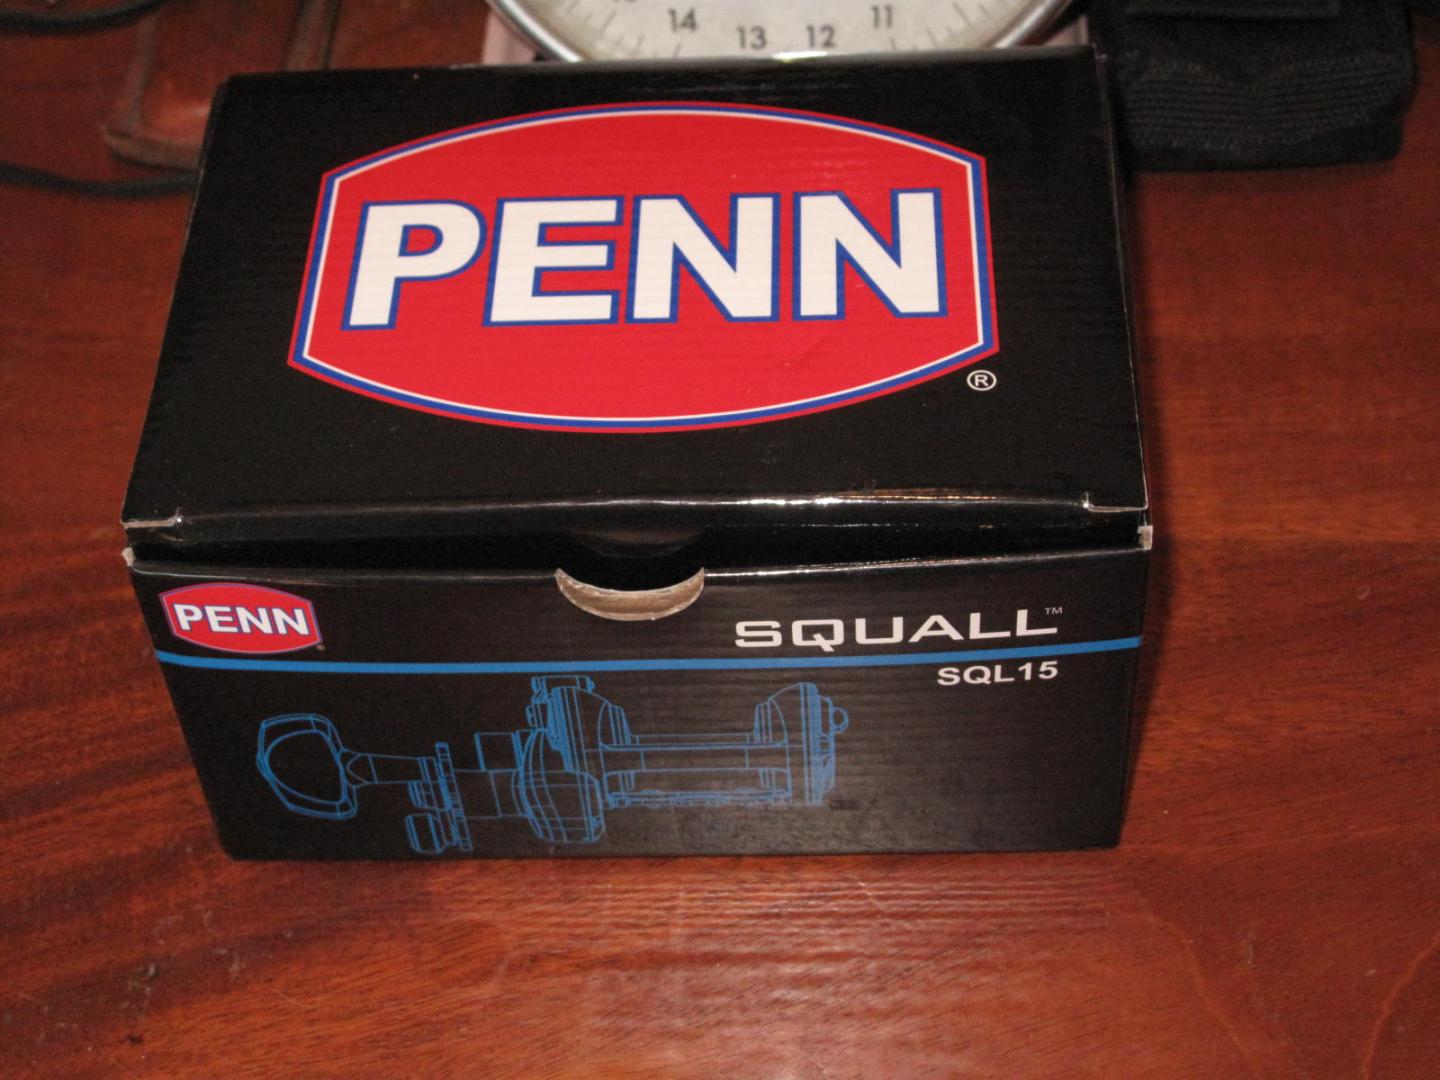 14 13 12 11
PENN
®
PENN
SQUALL™
SQL15